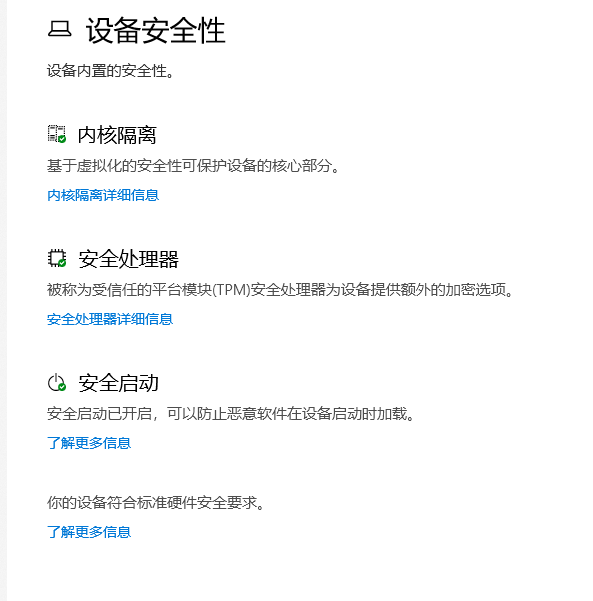 设备安全性
设备内置的安全性。
内核隔离
基于虚拟化的安全性可保护设备的核心部分。
内核隔离详细信息
安全处理器
被称为受信任的平台模块(TPM)安全处理器为设备提供额外的加密选项。
安全处理器详细信息
安全启动
安全启动已开启，可以防止恶意软件在设备启动时加载。
了解更多信息
你的设备符合标准硬件安全要求。
了解更多信息